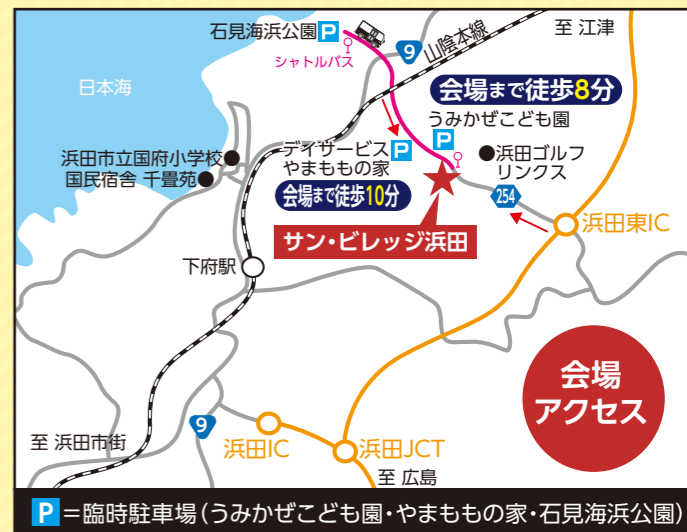 石見海浜公園 P
シャトルバス
9
山陰本線
至 江津
日本海
会場まで徒歩8分
うみかぜこども園
P
デイサービス
やまももの家
P
会場まで徒歩10分
浜田ゴルフ
リンクス
浜田市立国府小学校
国民宿舎 千畳苑
254
サン・ビレッジ浜田
浜田東IC
下府駅
会場
アクセス
9
浜田IC
浜田JCT
至 浜田市街
至 広島
P=臨時駐車場(うみかぜこども園・やまももの家・石見海浜公園)